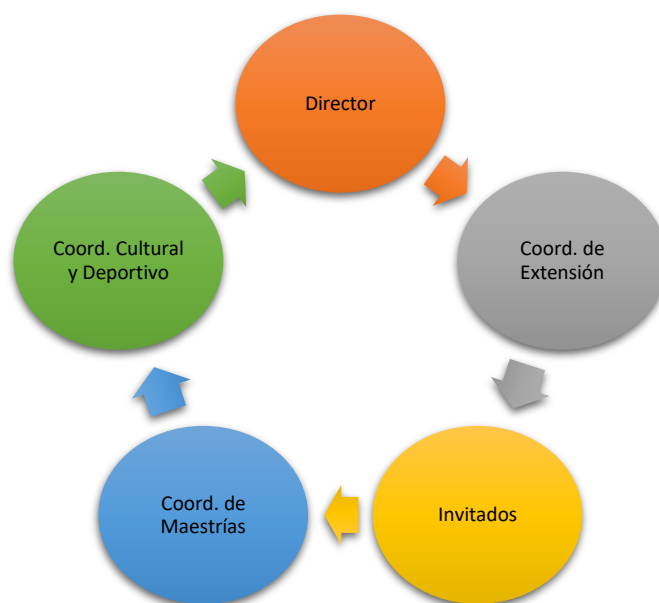 Director
Coord. de
Extensión
Invitados
Coord. de
Maestrías
Coord. Cultural
y Deportivo